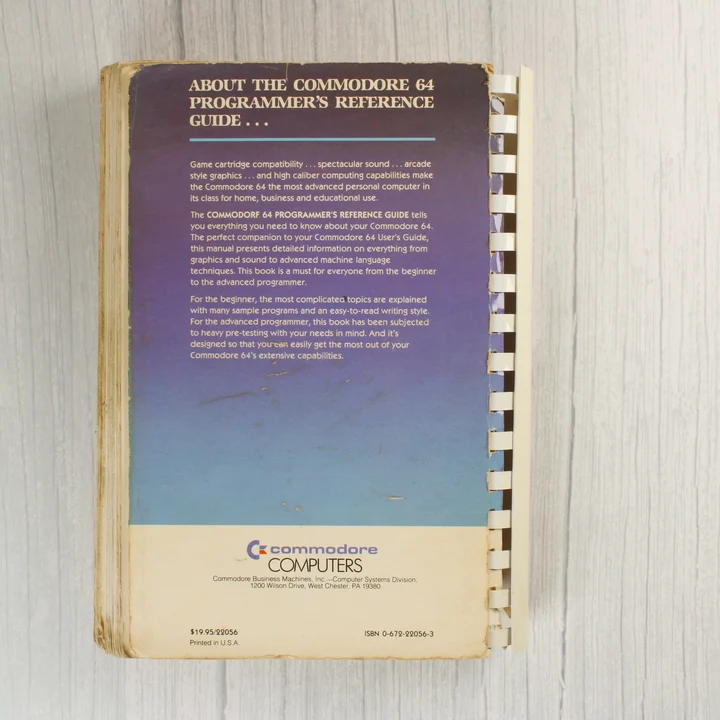 ABOUT THE COMMODORE 64
PROGRAMMER'S REFERENCE
GUIDE . . .
Game cartridge compatibility . . . spectacular sound . . . arcade
style graphics . . . and high caliber computing capabilities make
the Commodore 64 the most advanced personal computer in
its class for home, business and educational use.
The COMMODORE 64 PROGRAMMER'S REFERENCE GUIDE tells
you everything you need to know about your Commodore 64.
The perfect companion to your Commodore 64 User's Guide,
this manual presents detailed information on everything from
graphics and sound to advanced machine language
techniques. This book is a must for everyone from the beginner
to the advanced programmer.
For the beginner, the most complicated topics are explained
with many sample programs and an easy-to-read writing style.
For the advanced programmer, this book has been subjected
to heavy pre-testing with your needs in mind. And it's
designed so that you can easily get the most out of your
Commodore 64's extensive capabilities.
commodore
COMPUTERS
Commodore Business Machines, Inc.—Computer Systems Division,
1200 Wilson Drive, West Chester, PA 19380
$19.95/22056
ISBN 0-672-22056-3
Printed in U.S.A.